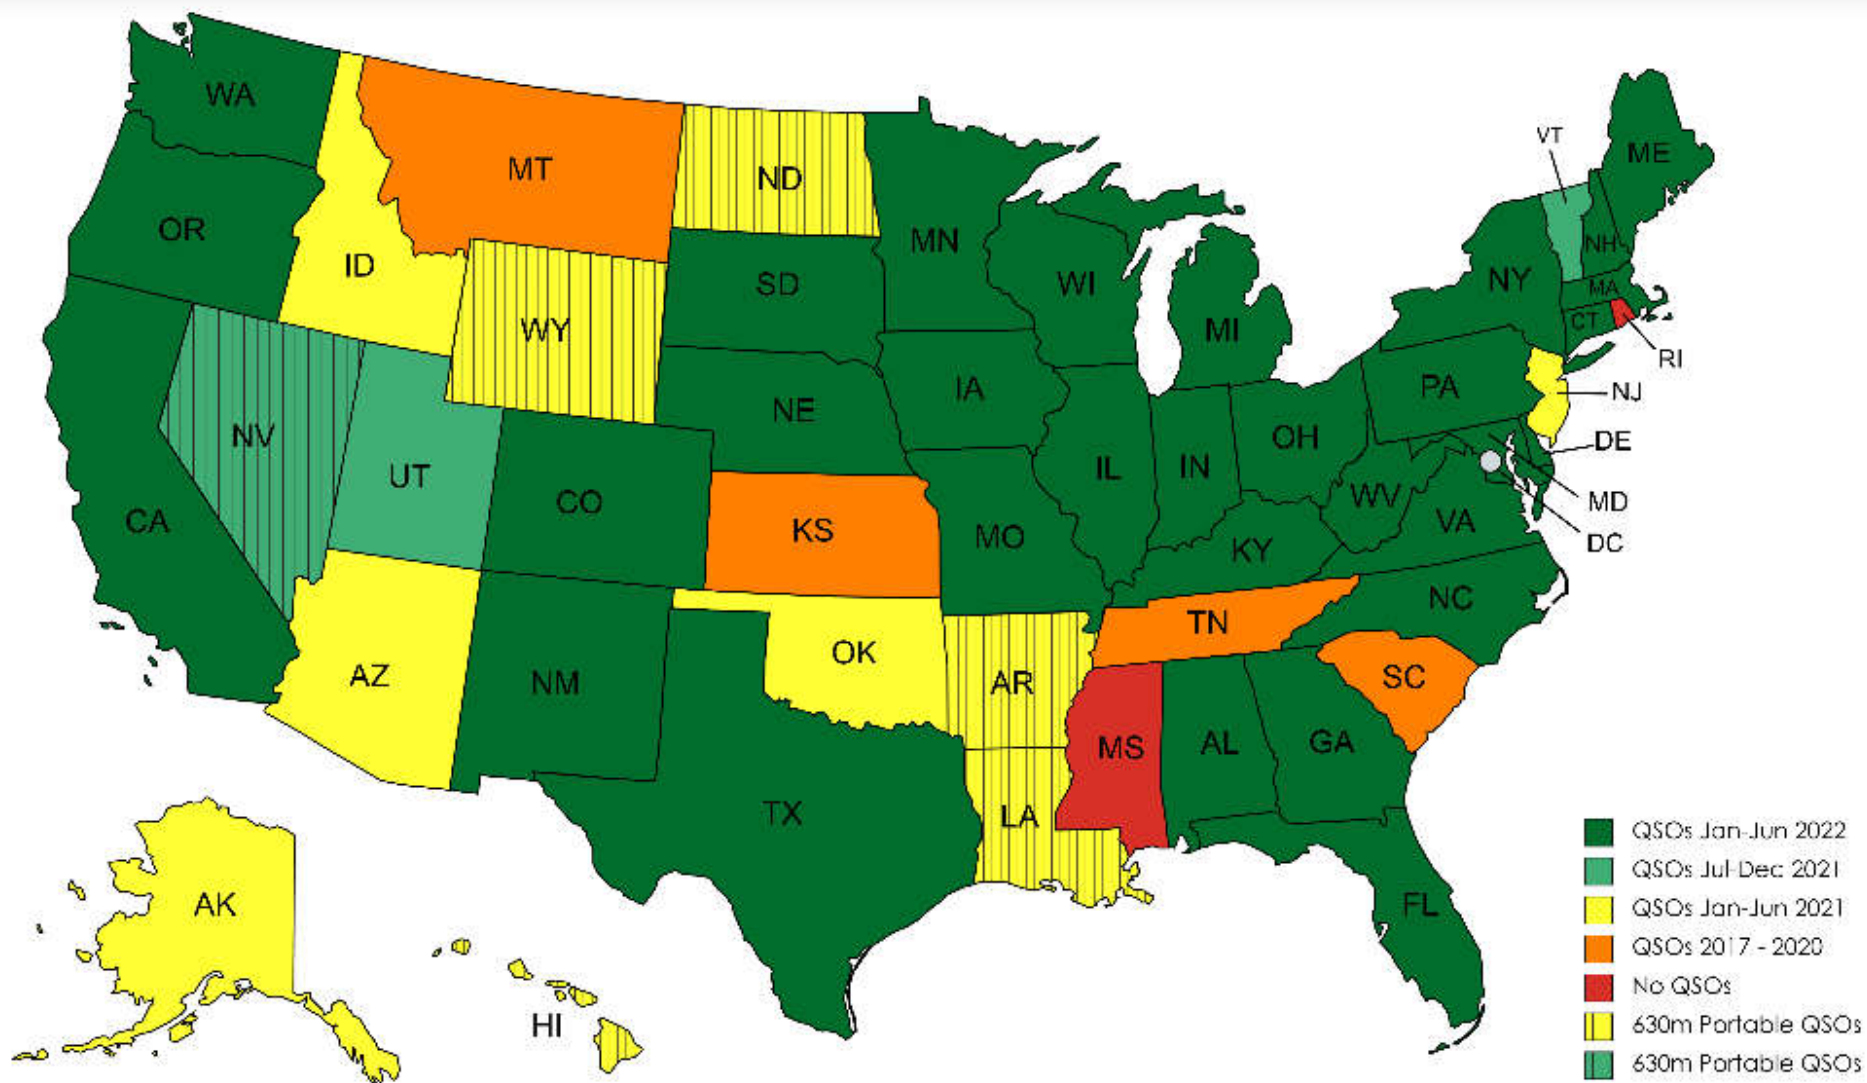 WA
VT
ME
MT
ND
OR
MN
NH
ID
NY
SD
WI
MA
CT
WY
MI
RI
IA
PA
NJ
NE
NV
OH
DE
UT
IL
IN
CO
WV
MD
CA
VA
KS
MO
DC
KY
NC
TN
OK
AZ
NM
AR
SC
MS
AL
GA
TX
LA
QSOs Jan-Jun 2022
QSOs Jul-Dec 2021
AK
FL
QSOs Jan-Jun 2021
QSOs 2017 - 2020
No QSOs
HI
630m Portable QSOs
630m Portable QSOs